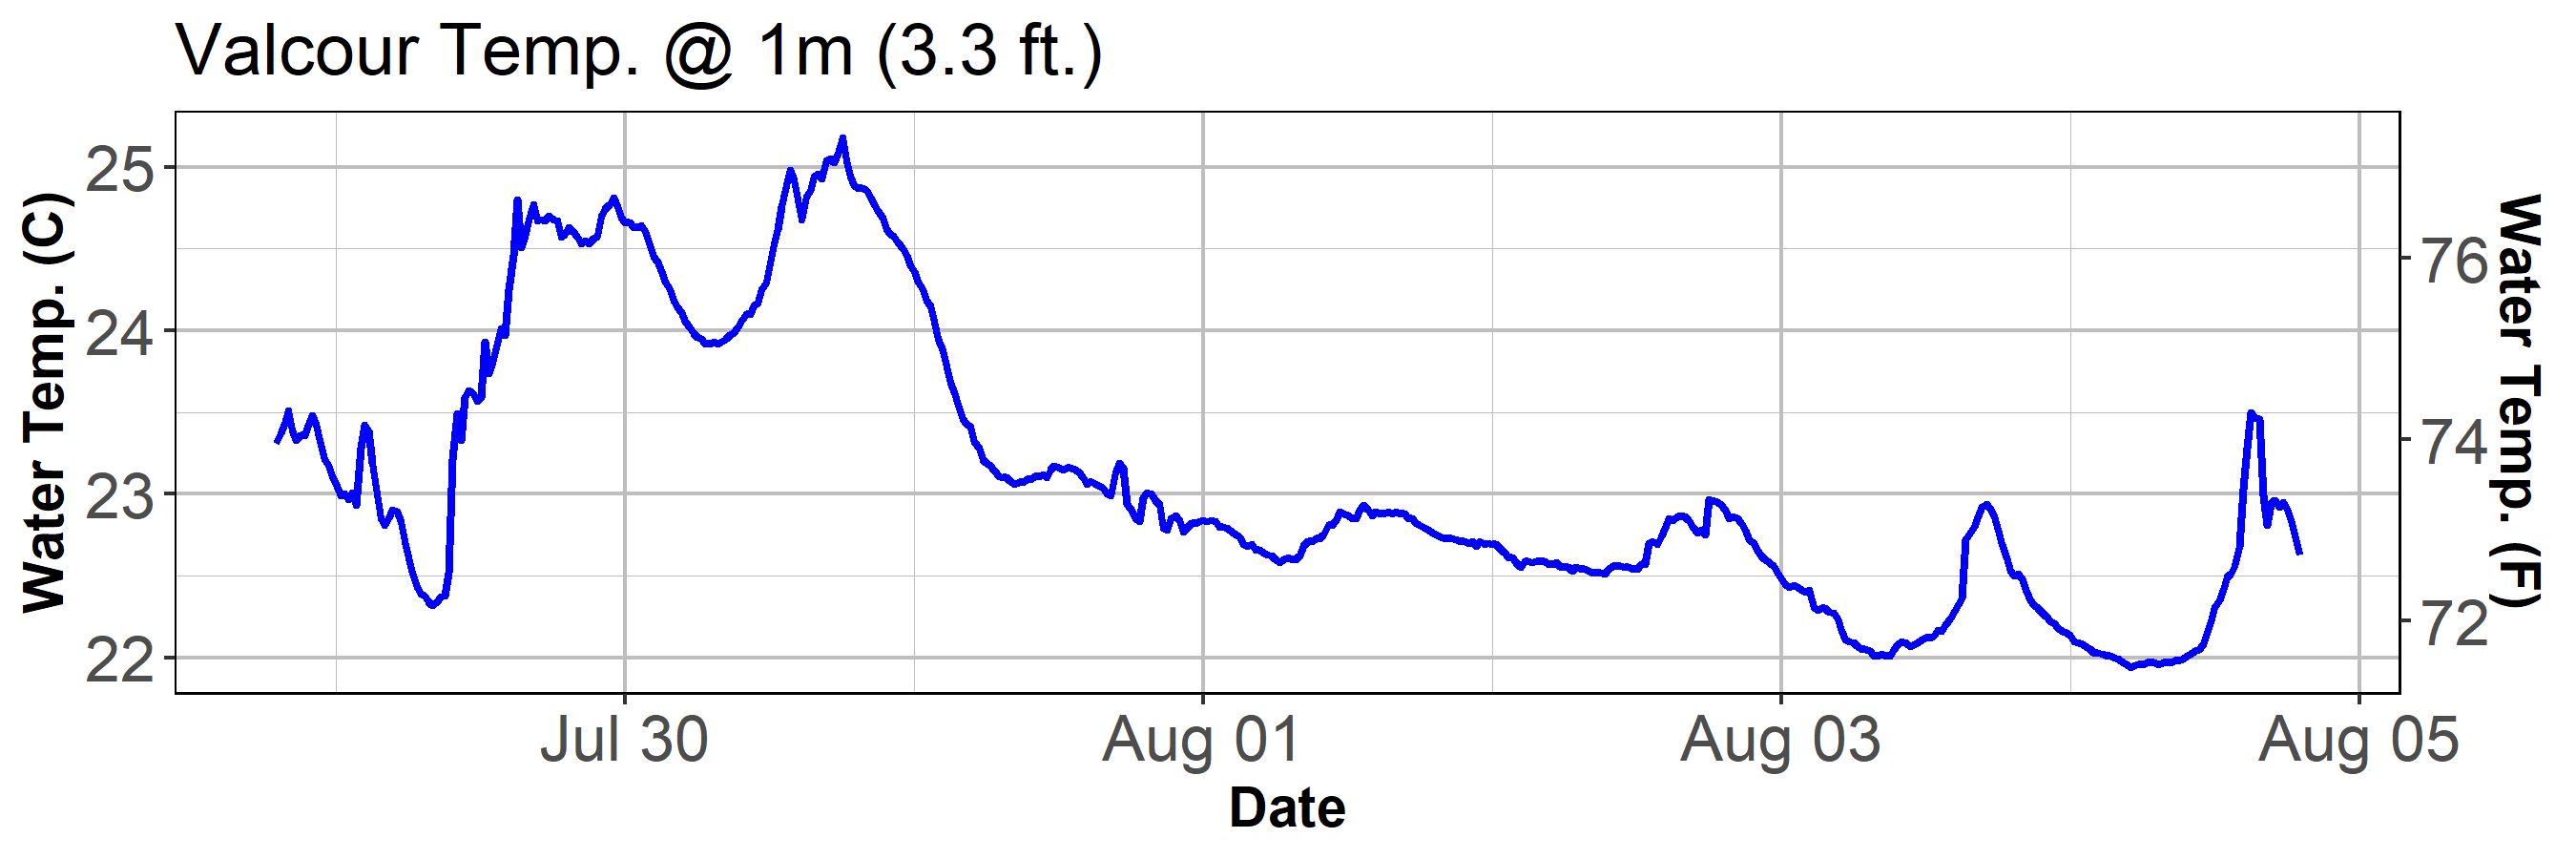 Valcour Temp. @ 1m (3.3 ft.)
Water Temp. (C)
25
24
23
22
76
74
72
Water Temp. (F)
Jul 30
Aug 01
Aug 03
Aug 05
Date